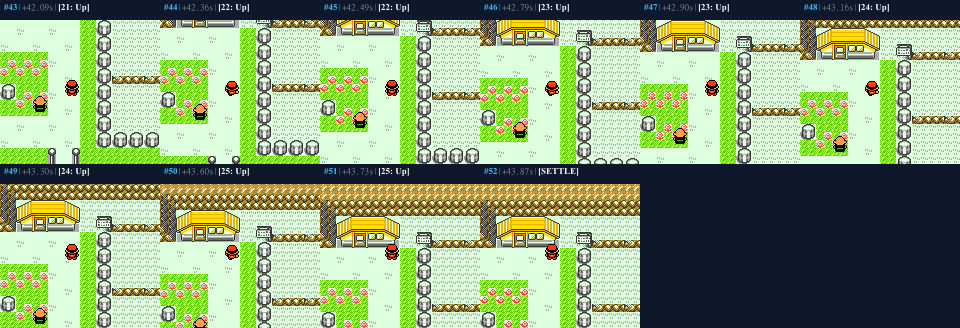 #43|+42.09s|[21: Up]
#44|+42.36s|[22: Up]
#45|+42.49s|[22: Up]
#46|+42.79s|[23: Up]
#47|+42.90s|[23: Up]
#48|+43.16s|[24: Up]
#49|+43.30s|[24: Up]
#50|+43.60s|[25: Up]
#51|+43.73s|[25: Up]
#52|+43.87s|[SETTLE]